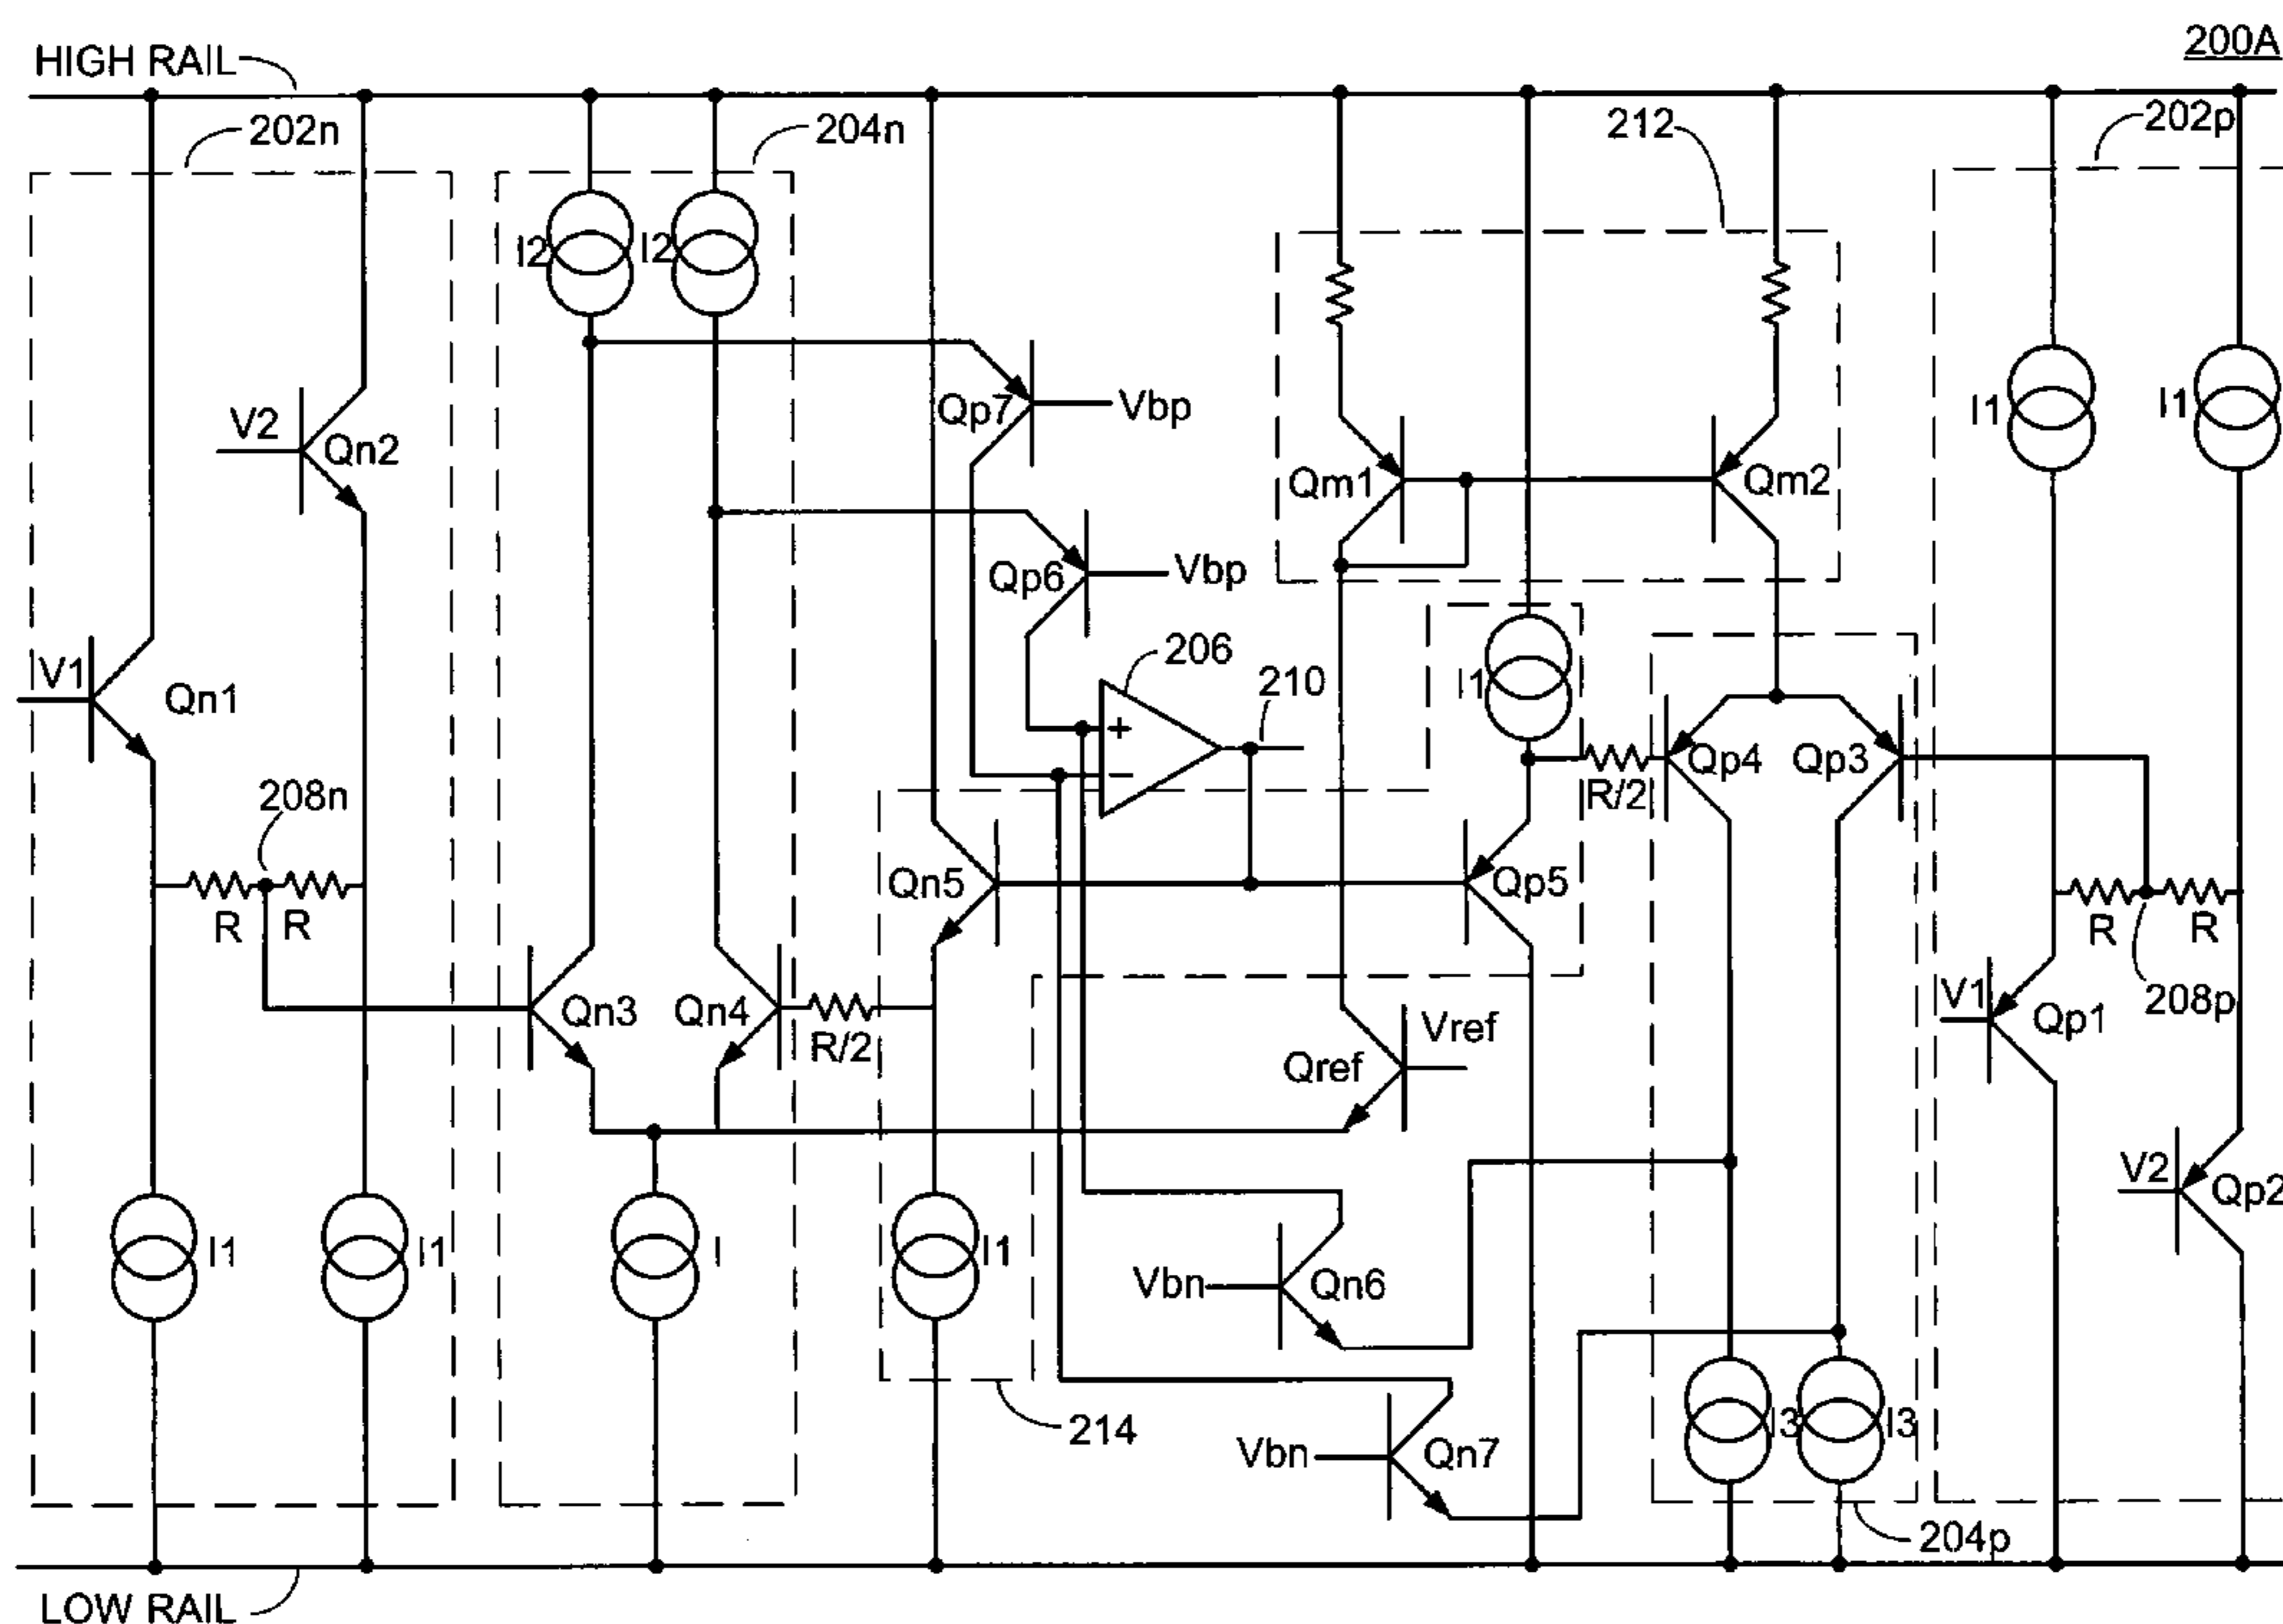 200A
HIGH RAIL
202n
204n
212
202p
I2
I2
Qp7
Vbp
I1
I1
V2
Qn2
Qm1
Qm2
Qp6
Vbp
206
210
I1
V1
Qn1
+
−
Qp4
Qp3
R/2
208n
R
R
Qn5
Qp5
R
R
208p
Qn3
Qn4
R/2
Vref
Qref
V1
Qp1
V2
Qp2
I1
I1
I
I1
Vbn
Qn6
214
Vbn
Qn7
I3
I3
204p
LOW RAIL